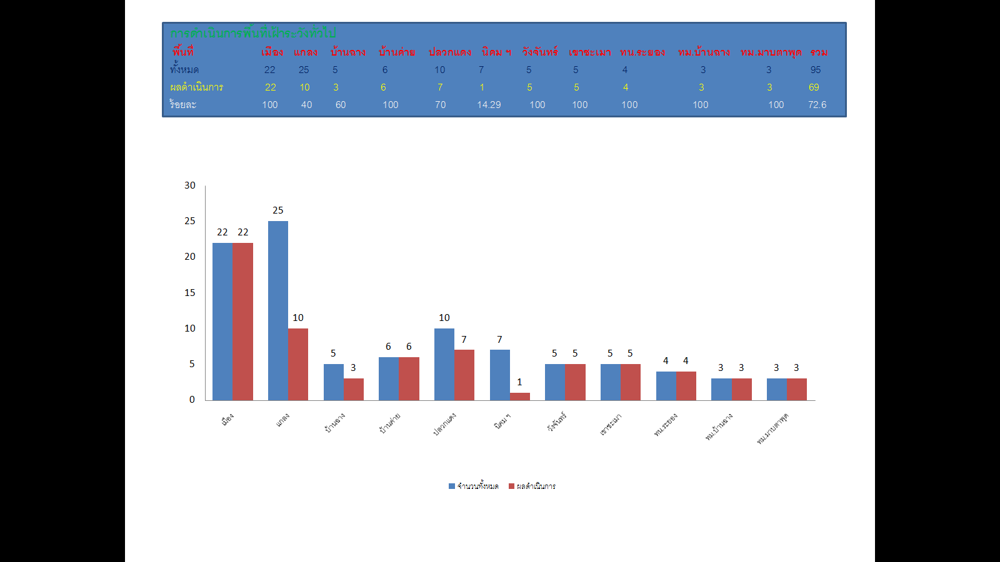 การดำเนินการพื้นที่เฝ้าระวังทั่วไป
พื้นที่ เมือง แกลง บ้านฉาง บ้านค่าย ปลวกแดง นิคม ฯ วังจันทร์ เขาชะเมา ทน.ระยอง ทม.บ้านฉาง ทม.มาบตาพุด รวม
ทั้งหมด 22 25 5 6 10 7 5 5 4 3 3 95
ผลดำเนินการ 22 10 3 6 7 1 5 5 4 3 3 69
ร้อยละ 100 40 60 100 70 14.29 100 100 100 100 100 72.6
30
25
20
15
10
5
0
22 22 25 10 5 3 6 6 10 7 7 1 5 5 5 5 4 4 3 3 3 3
เมือง แกลง บ้านฉาง บ้านค่าย ปลวกแดง นิคม ฯ วังจันทร์ เขาชะเมา ทน.ระยอง ทม.บ้านฉาง ทม.มาบตาพุด
จำนวนทั้งหมด ผลดำเนินการ